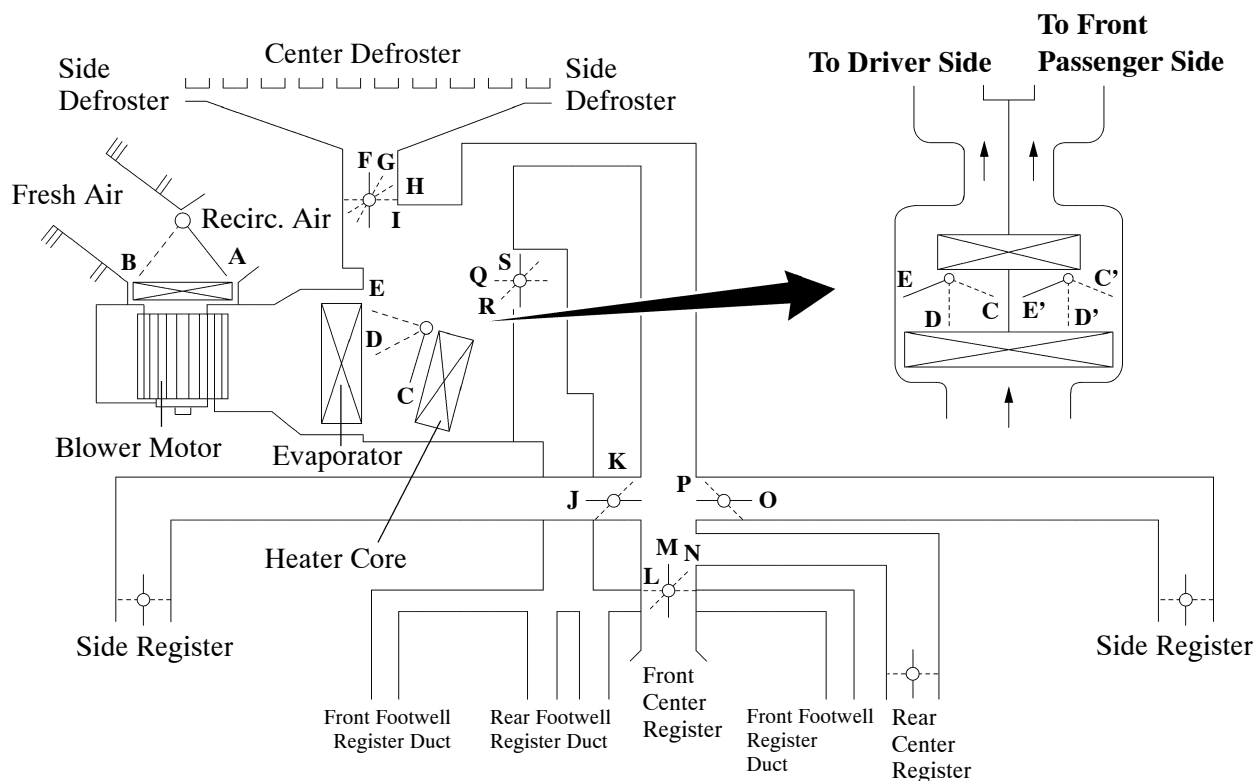 Center Defroster
Side
Defroster
Side
Defroster
To Driver Side
To Front
Passenger Side
Fresh Air
Recirc. Air
F G
H
I
B
A
E
D
C
S
Q
R
E
D
C
E'
D'
C'
Blower Motor
Evaporator
Heater Core
K
J
P
O
M
N
L
Side Register
Side Register
Front Footwell
Register Duct
Rear Footwell
Register Duct
Front
Center
Register
Front Footwell
Register
Duct
Rear
Center
Register